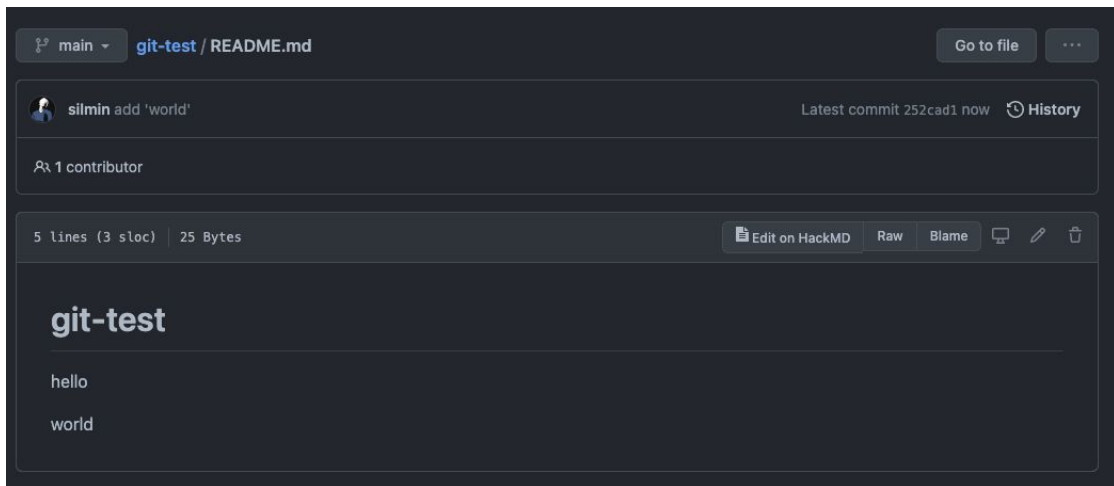 main git-test / README.md Go to file ...
silmin add 'world' Latest commit 252cad1 now History
1 contributor
5 lines (3 sloc) | 25 Bytes Edit on HackMD Raw Blame
git-test
hello
world